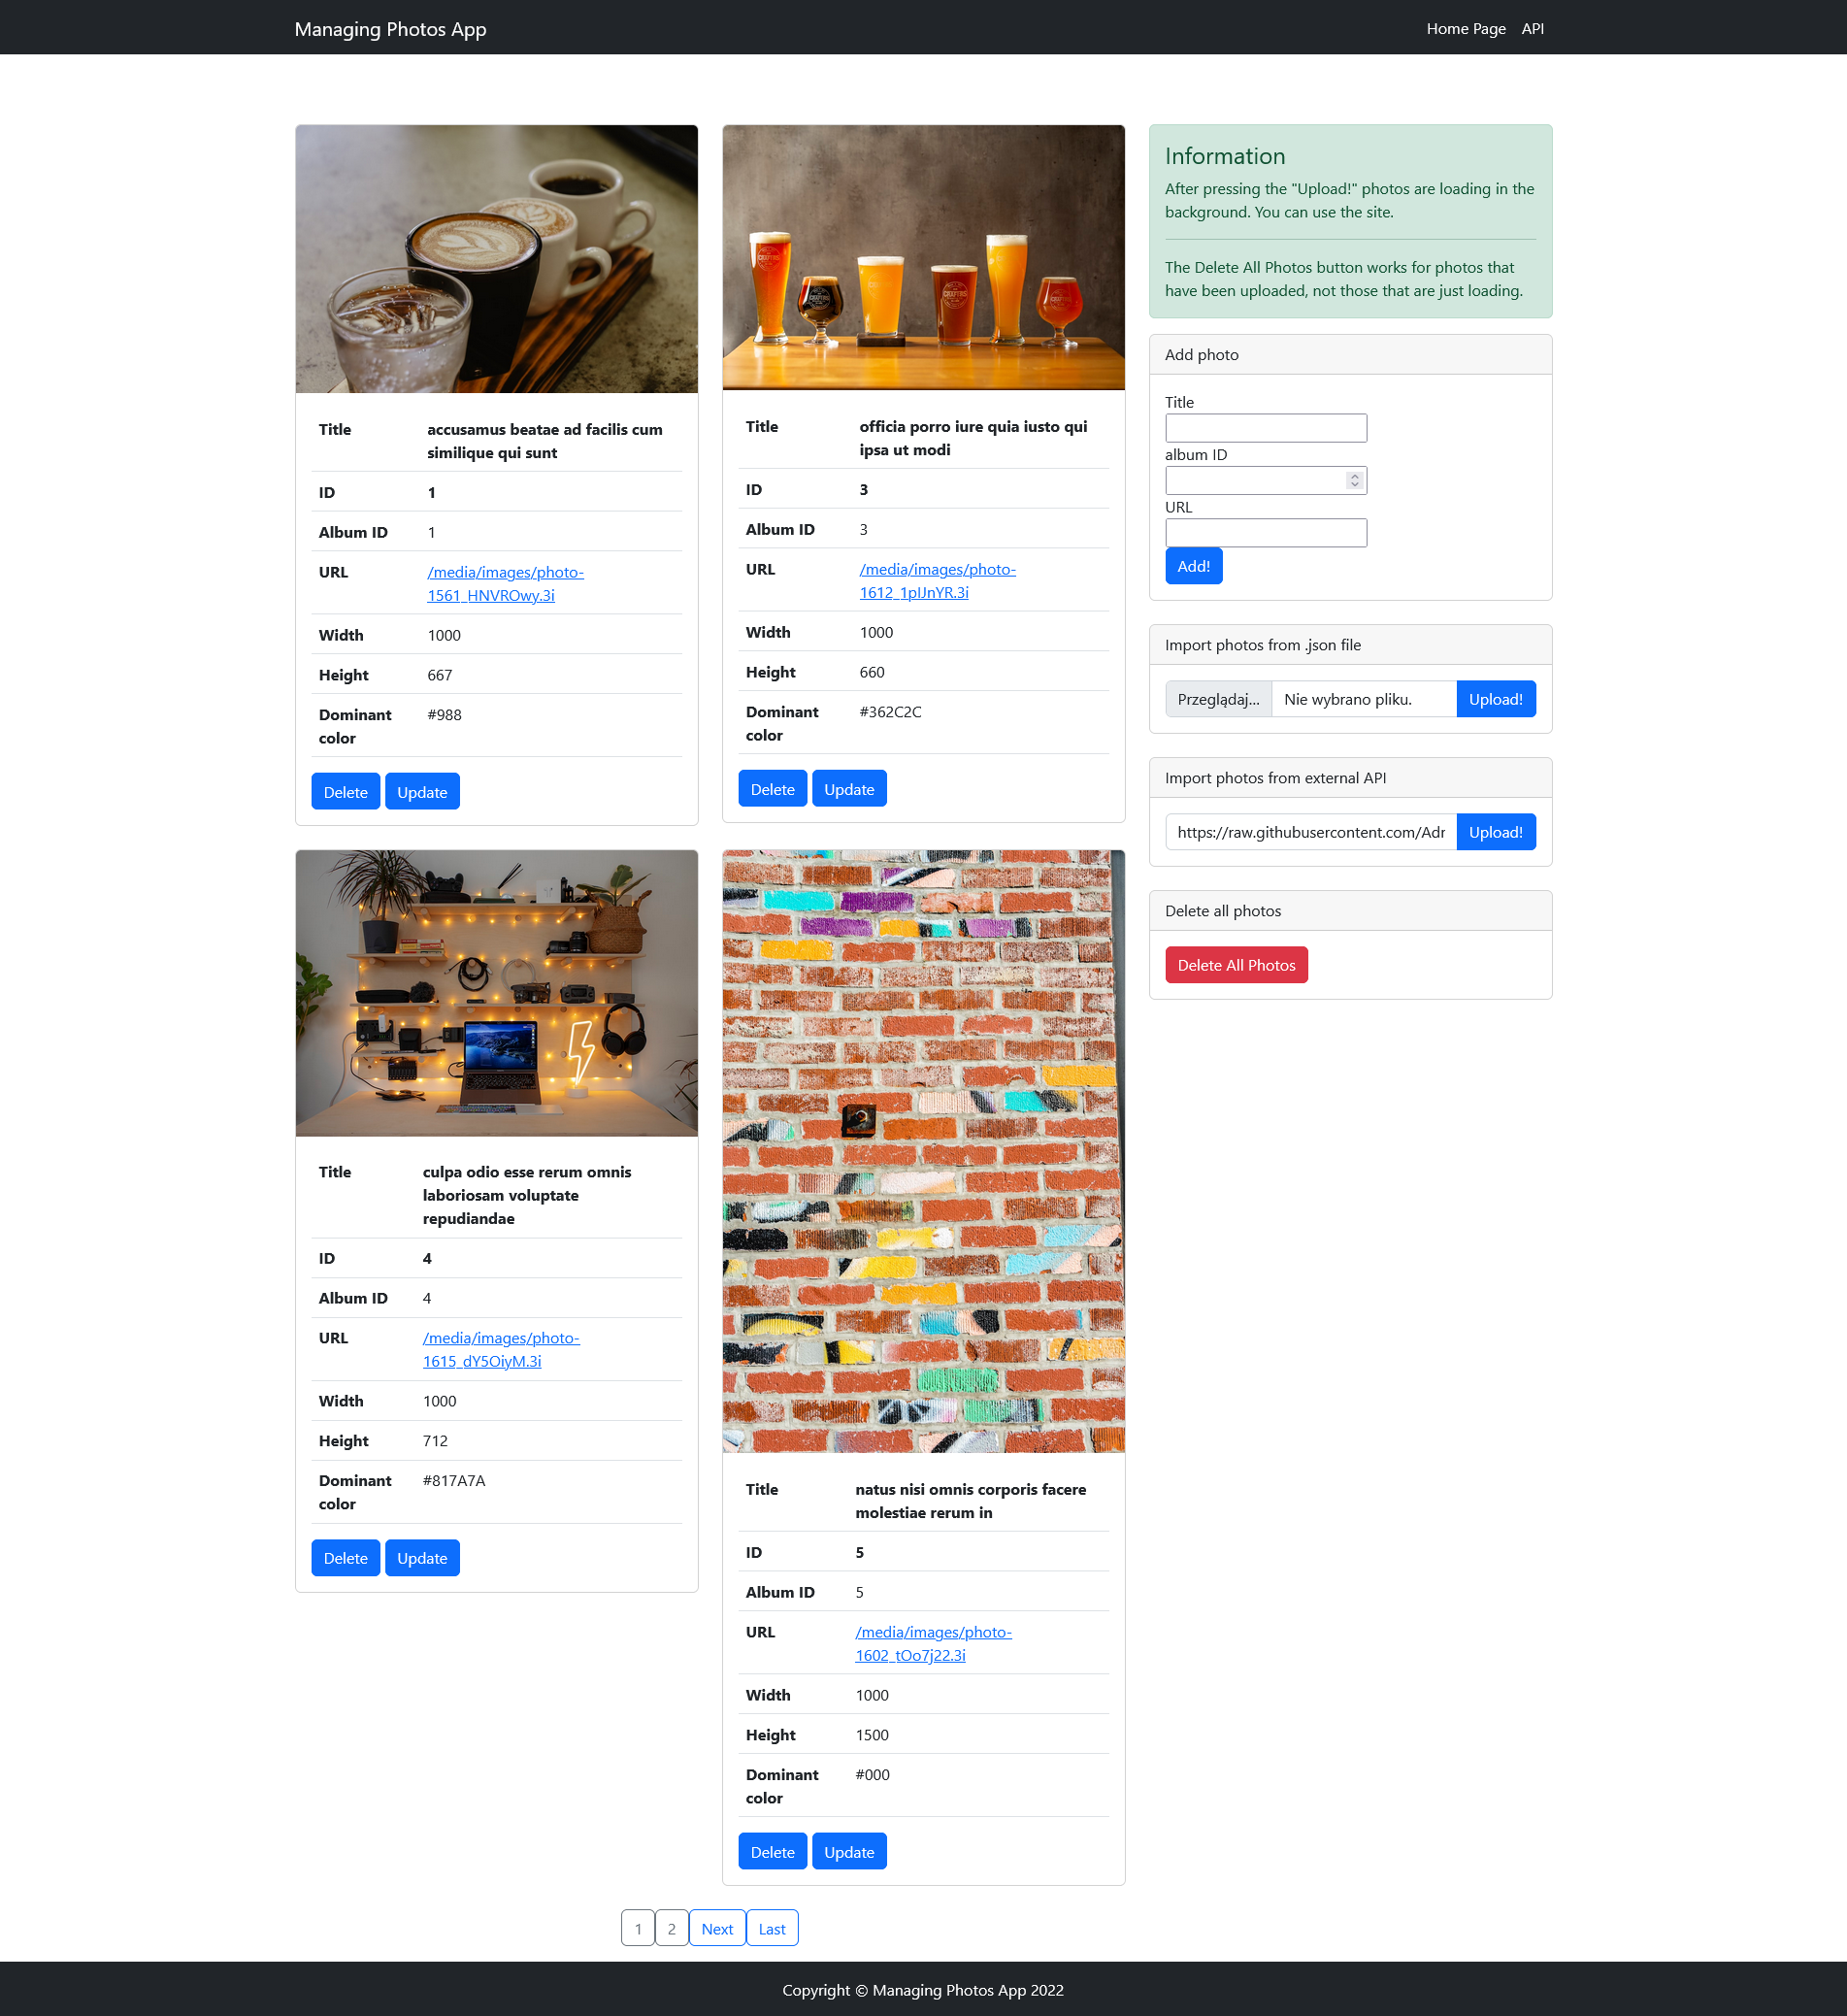 Managing Photos App
Home Page
API
Title
accusamus beatae ad facilis cum
similique qui sunt
ID
1
Album ID
1
URL
/media/images/photo-
1561_HNVROwy.3i
Width
1000
Height
667
Dominant
color
#988
Delete
Update
Title
officia porro iure quia iusto qui
ipsa ut modi
ID
3
Album ID
3
URL
/media/images/photo-
1612_1pIJnYR.3i
Width
1000
Height
660
Dominant
color
#362C2C
Delete
Update
Title
culpa odio esse rerum omnis
laboriosam voluptate
repudiandae
ID
4
Album ID
4
URL
/media/images/photo-
1615_dY5OiyM.3i
Width
1000
Height
712
Dominant
color
#817A7A
Delete
Update
Title
natus nisi omnis corporis facere
molestiae rerum in
ID
5
Album ID
5
URL
/media/images/photo-
1602_tOo7j22.3i
Width
1000
Height
1500
Dominant
color
#000
Delete
Update
Information
After pressing the "Upload!" photos are loading in the
background. You can use the site.
The Delete All Photos button works for photos that
have been uploaded, not those that are just loading.
Add photo
Title
album ID
URL
Add!
Import photos from .json file
Przeglądaj...
Nie wybrano pliku.
Upload!
Import photos from external API
https://raw.githubusercontent.com/Adr
Upload!
Delete all photos
Delete All Photos
1
2
Next
Last
Copyright © Managing Photos App 2022